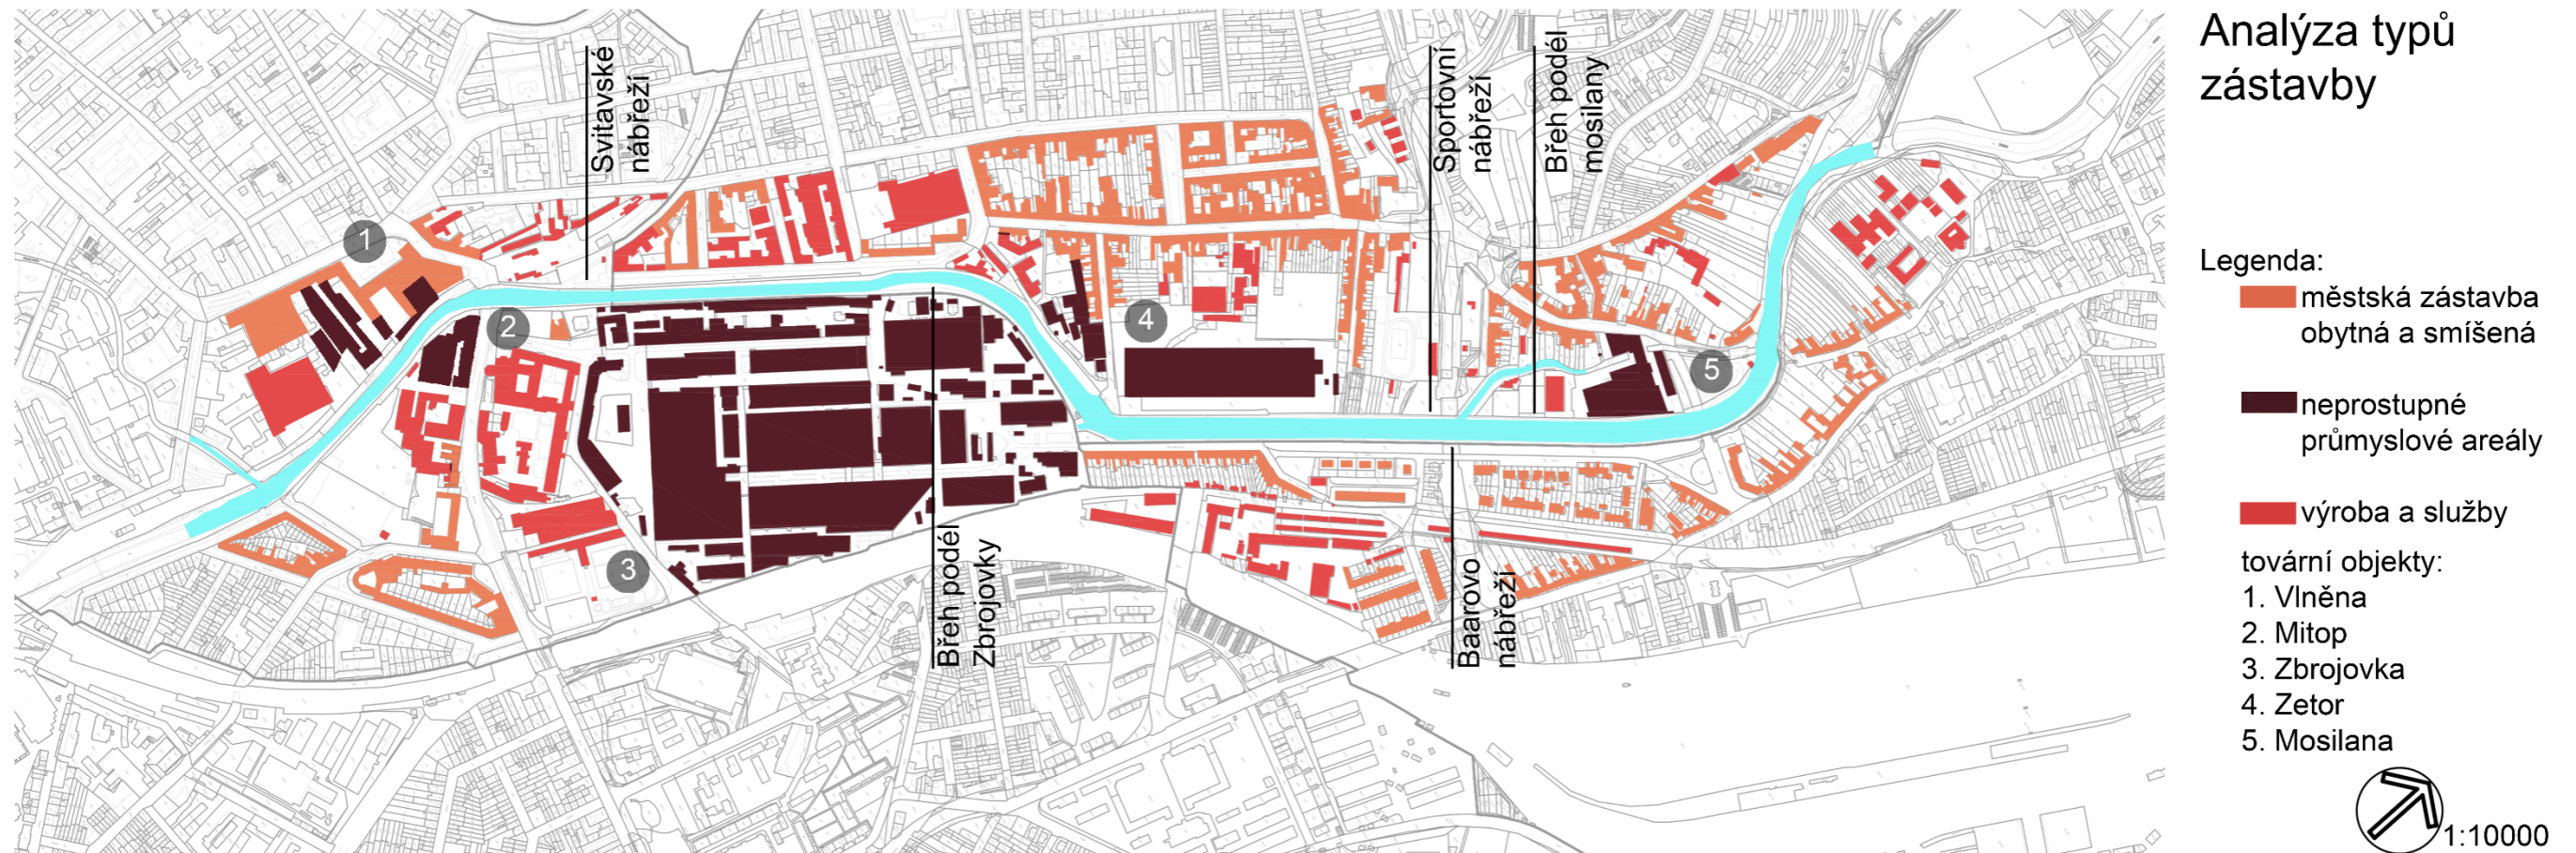 Analýza typů
zástavby
Svitavské
nábřeží
Sportovní
nábřeží
Břeh podél
mosilany
Břeh podél
Zbrojovky
Baarovo
nábřeží
1
2
3
4
5
Legenda:
městská zástavba
obytná a smíšená
neprostupné
průmyslové areály
výroba a služby
tovární objekty:
1. Vlněna
2. Mitop
3. Zbrojovka
4. Zetor
5. Mosilana
1:10000